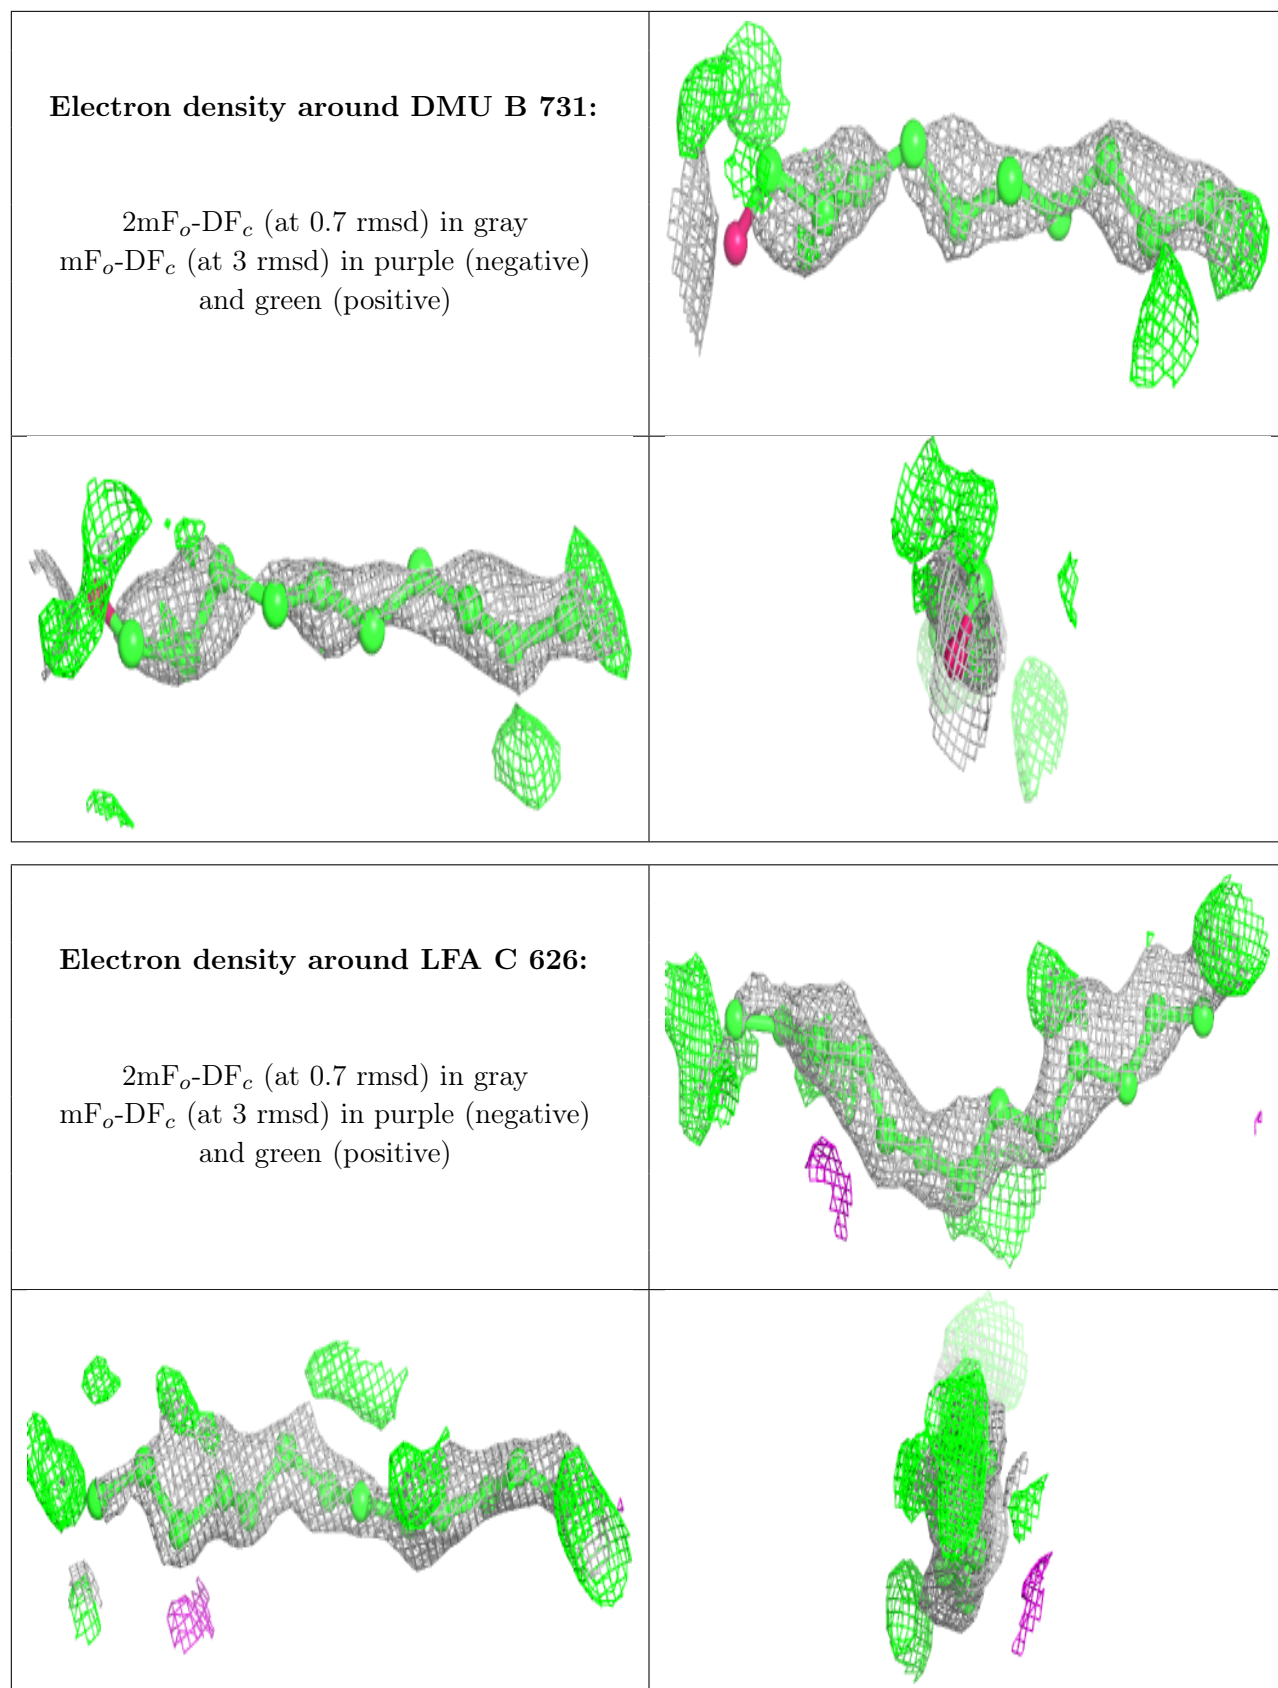 Electron density around DMU B 731:
2mFo-DFc (at 0.7 rmsd) in gray
mFo-DFc (at 3 rmsd) in purple (negative)
and green (positive)
Electron density around LFA C 626:
2mFo-DFc (at 0.7 rmsd) in gray
mFo-DFc (at 3 rmsd) in purple (negative)
and green (positive)